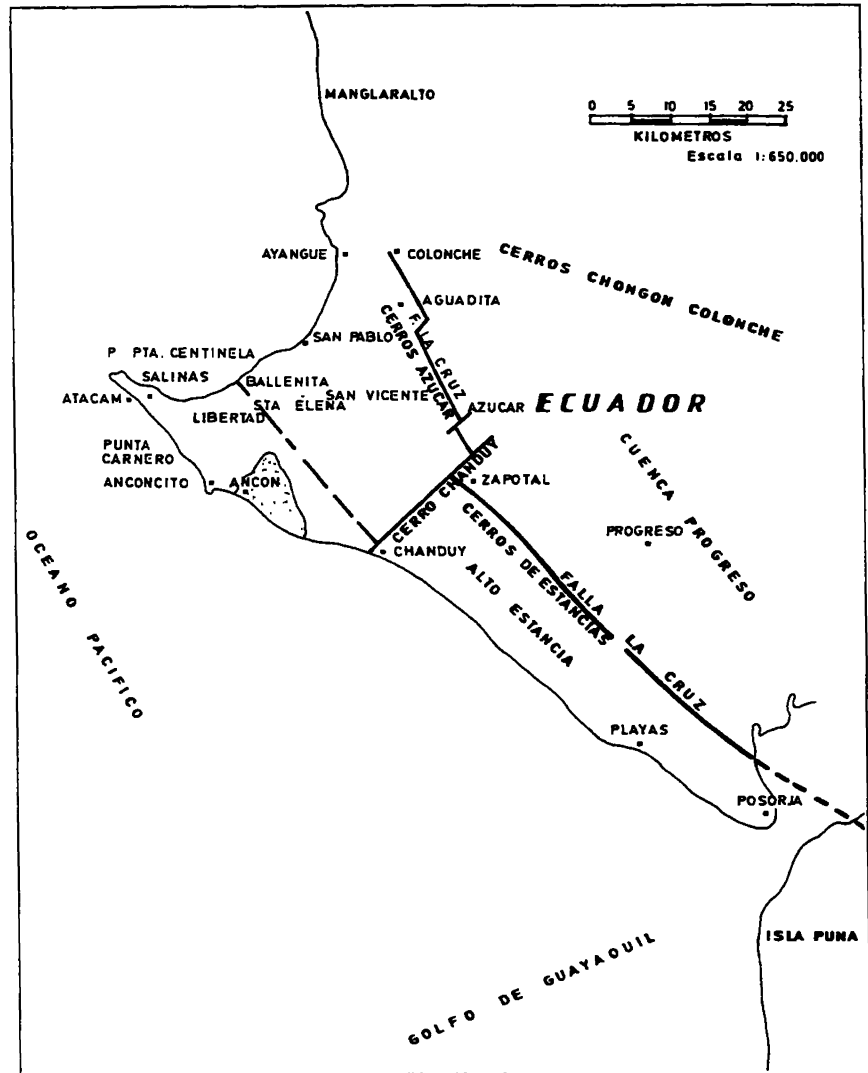 MANGLARALTO
0 5 10 15 20 25
KILOMETROS
Escala 1:650.000
AYANGUE
COLONCHE
CERROS CHONGON COLONCHE
AGUADITA
F. LA CRUZ
CERROS AZUCAR
SAN PABLO
P PTA. CENTINELA
SALINAS
BALLENITA
ATACAM
STA ELENA
SAN VICENTE
LIBERTAD
AZUCAR
ECUADOR
PUNTA
CARNERO
ANCONCITO
ANCON
CERRO CHANDUY
ZAPOTAL
CUENCA PROGRESO
PROGRESO
CHANDUY
CERROS DE ESTANCIAS
FALLA LA CRUZ
ALTO ESTANCIA
OCEANO PACIFICO
PLAYAS
POSORJA
ISLA PUNA
GOLFO DE GUAYAQUIL